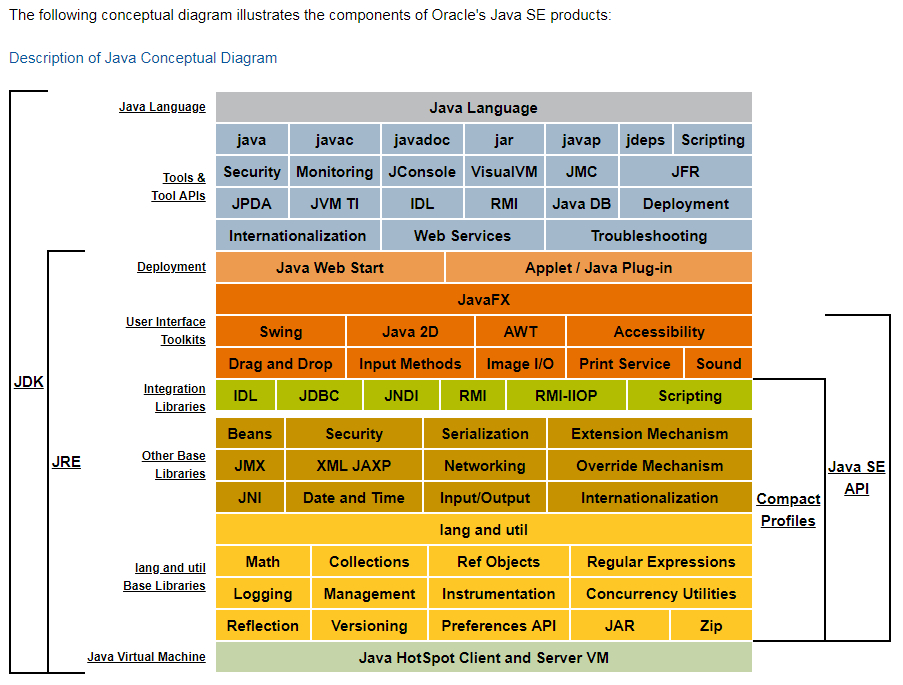 The following conceptual diagram illustrates the components of Oracle's Java SE products:
Description of Java Conceptual Diagram
Java Language
Java Language
java javac javadoc jar javap jdeps Scripting
Tools &
Tool APIs
Security Monitoring JConsole VisualVM JMC JFR
JPDA JVM TI IDL RMI Java DB Deployment
Internationalization Web Services Troubleshooting
Deployment
Java Web Start Applet / Java Plug-in
JavaFX
User Interface
Toolkits
Swing Java 2D AWT Accessibility
Drag and Drop Input Methods Image I/O Print Service Sound
Integration
Libraries
IDL JDBC JNDI RMI RMI-IIOP Scripting
JDK
JRE
Other Base
Libraries
Beans Security Serialization Extension Mechanism
JMX XML JAXP Networking Override Mechanism
JNI Date and Time Input/Output Internationalization
Java SE
API
Compact
Profiles
lang and util
lang and util
Base Libraries
Math Collections Ref Objects Regular Expressions
Logging Management Instrumentation Concurrency Utilities
Reflection Versioning Preferences API JAR Zip
Java Virtual Machine
Java HotSpot Client and Server VM